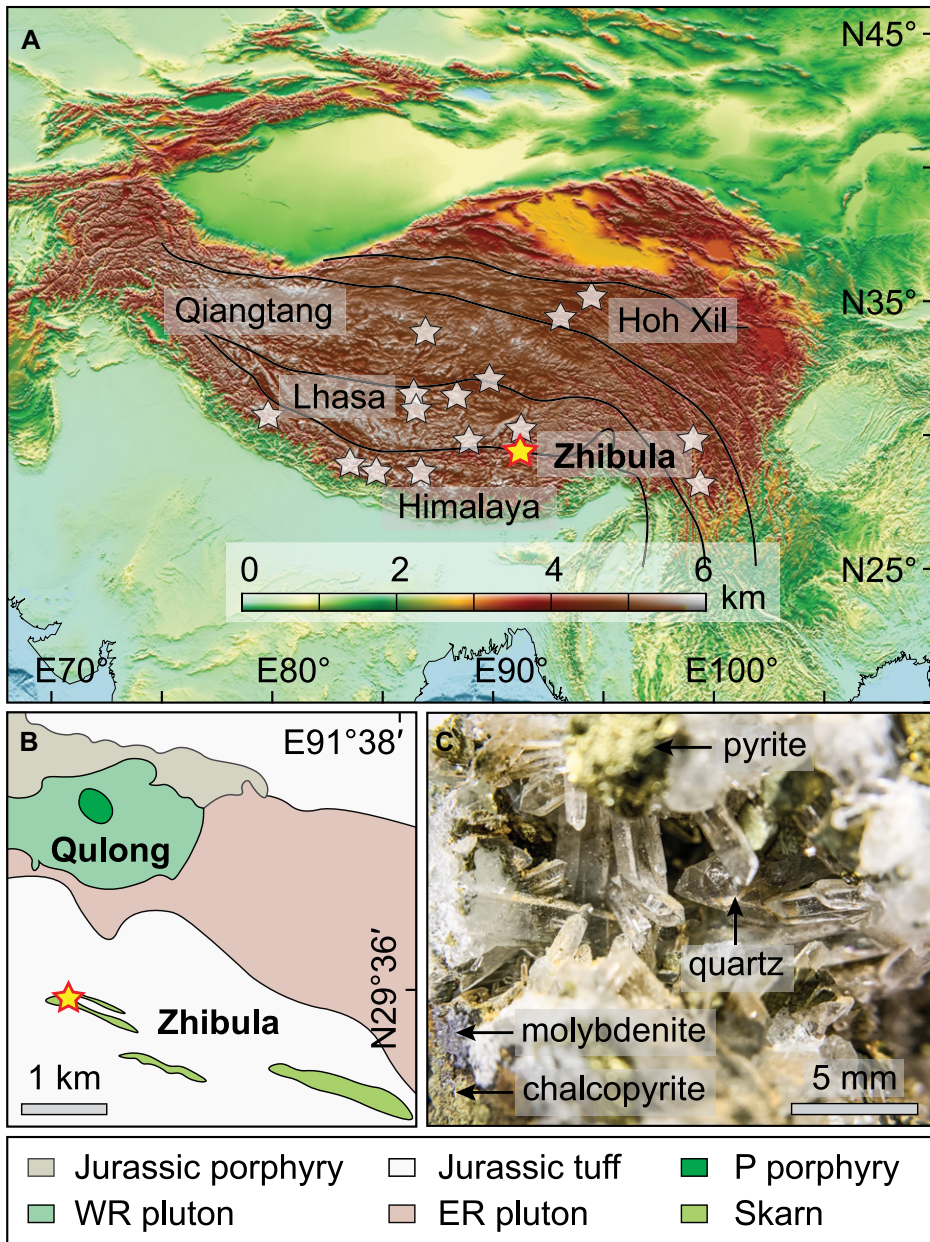 A
N45°
Qiangtang
Hoh Xil
N35°
Lhasa
Zhibula
Himalaya
0 2 4 6
km
N25°
E70° E80° E90° E100°
B
E91°38′
Qulong
N29°36′
Zhibula
1 km
C
pyrite
quartz
molybdenite
chalcopyrite
5 mm
Jurassic porphyry Jurassic tuff P porphyry
WR pluton ER pluton Skarn